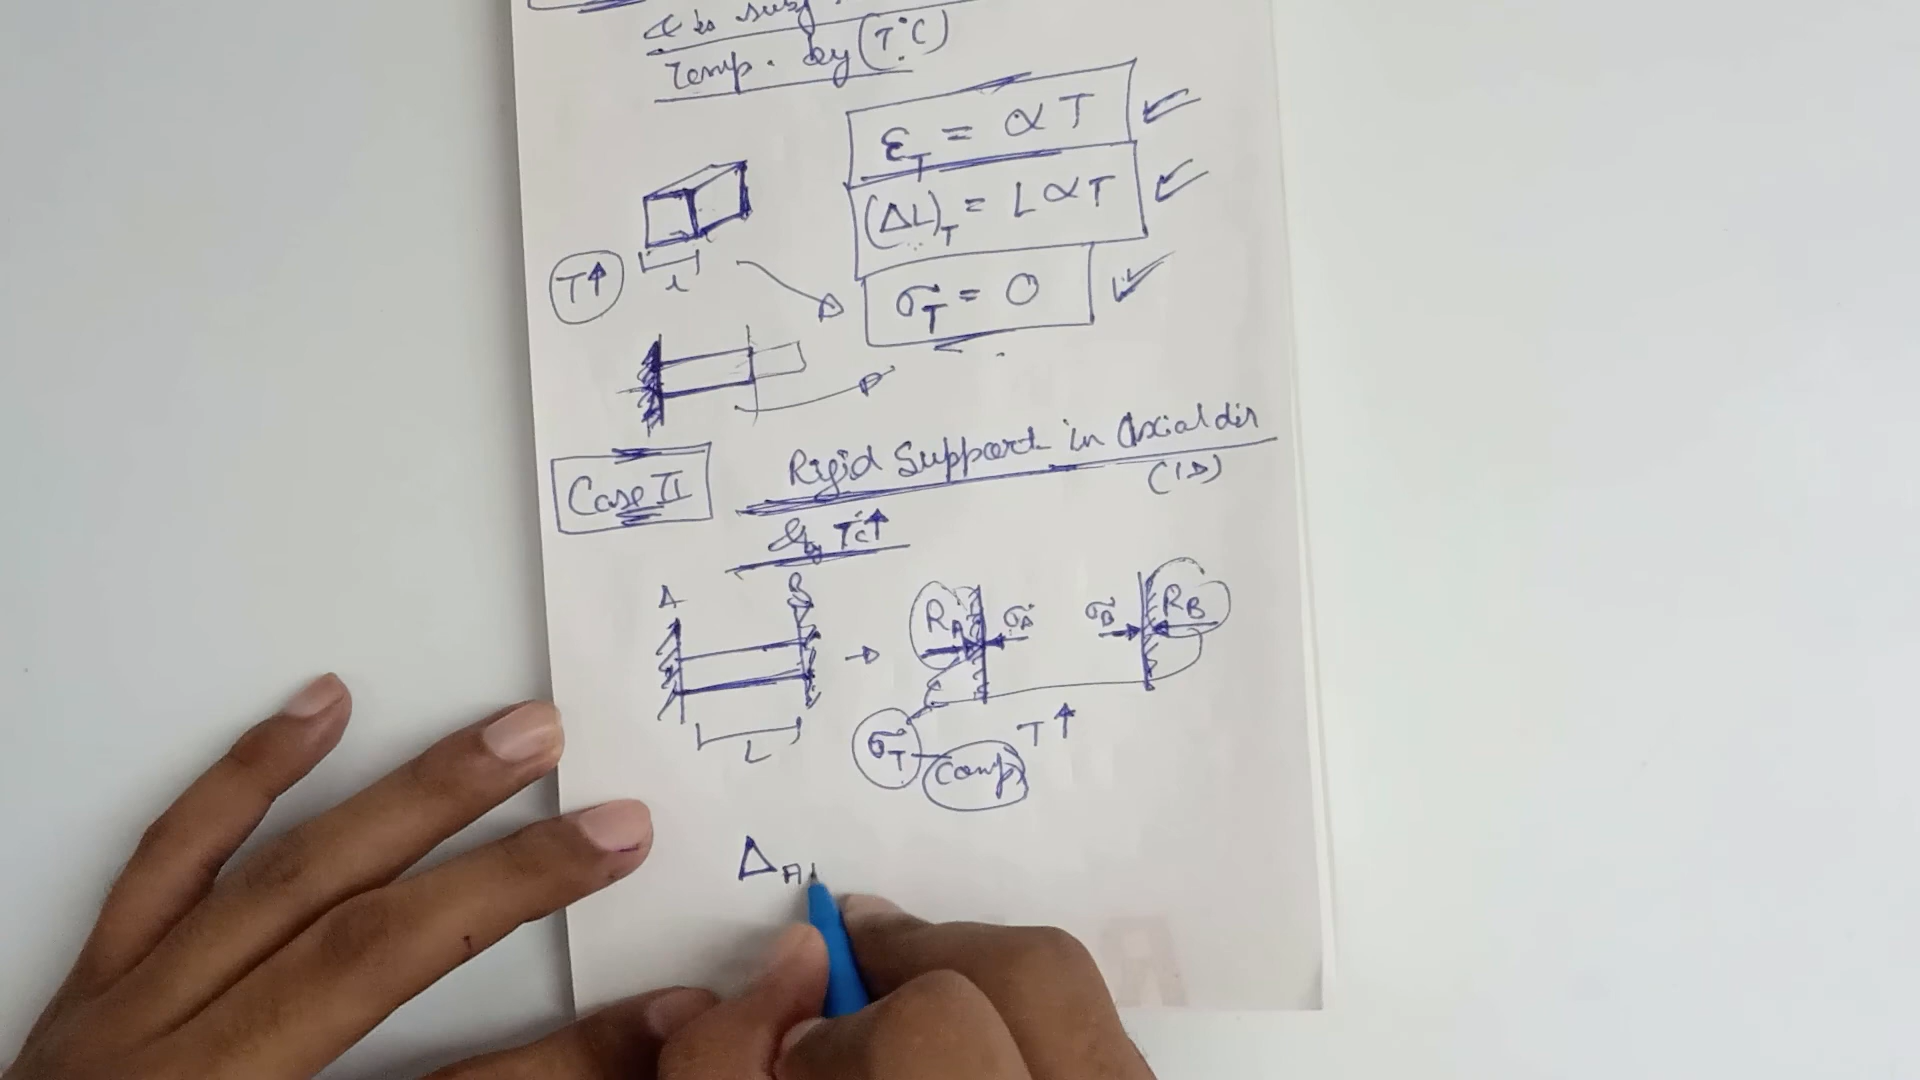 Temp. by (T°C)
ε_T = αT
(ΔL)_T = LαT
T↑
L
σ_T = 0
Case II
Rigid Support in Axial dir
(1D)
T°C↑
A B
R_A σ_A σ_B R_B
L
T↑
σ_T Comp
Δ_A